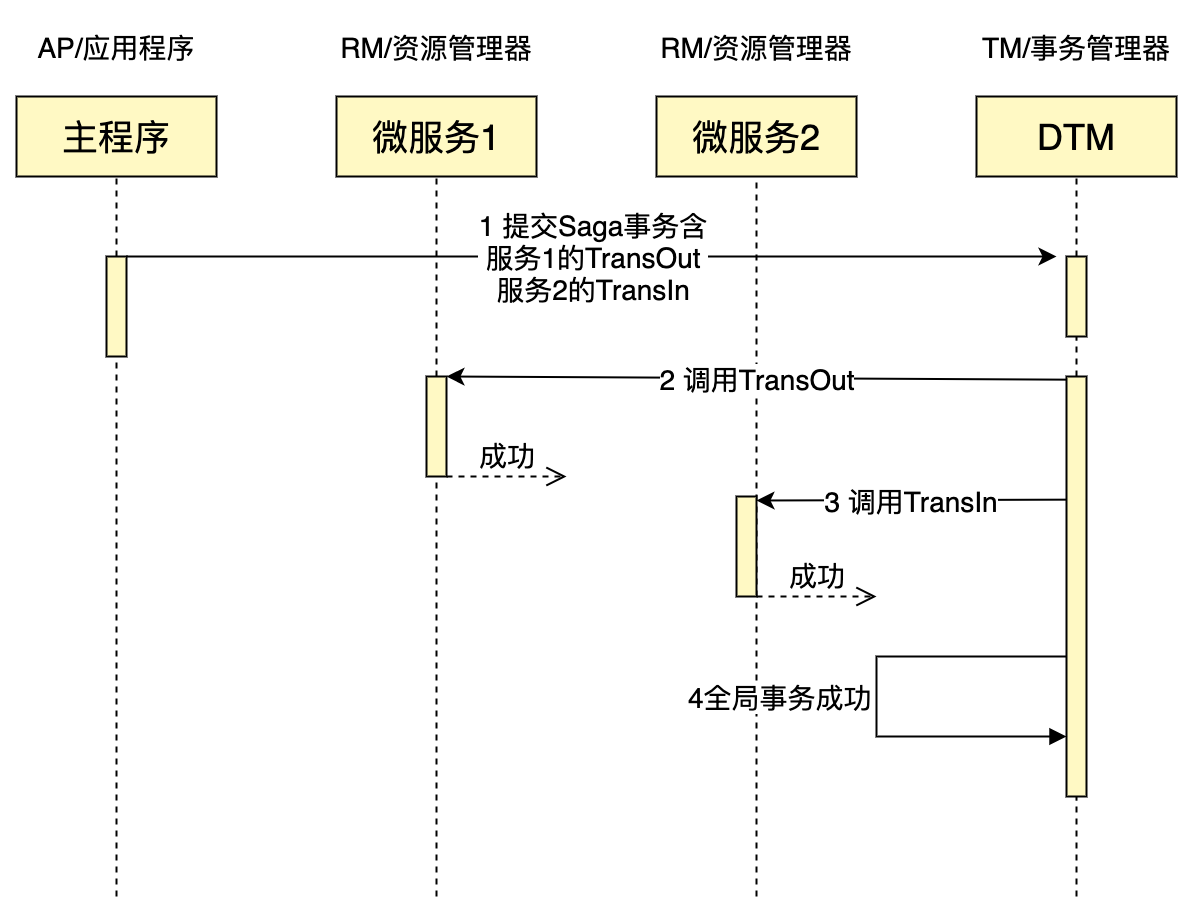 AP/应用程序
RM/资源管理器
RM/资源管理器
TM/事务管理器
主程序
微服务1
微服务2
DTM
1 提交Saga事务含
服务1的TransOut
服务2的TransIn
2 调用TransOut
成功
3 调用TransIn
成功
4全局事务成功